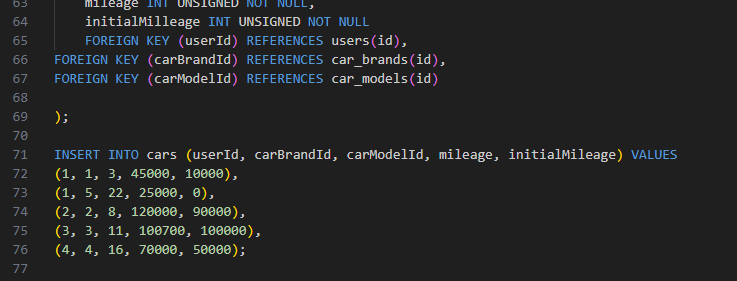 63 mileage INT UNSIGNED NOT NULL,
64 initialMilleage INT UNSIGNED NOT NULL
65 FOREIGN KEY (userId) REFERENCES users(id),
66 FOREIGN KEY (carBrandId) REFERENCES car_brands(id),
67 FOREIGN KEY (carModelId) REFERENCES car_models(id)
68
69 );
70
71 INSERT INTO cars (userId, carBrandId, carModelId, mileage, initialMileage) VALUES
72 (1, 1, 3, 45000, 10000),
73 (1, 5, 22, 25000, 0),
74 (2, 2, 8, 120000, 90000),
75 (3, 3, 11, 100700, 100000),
76 (4, 4, 16, 70000, 50000);
77